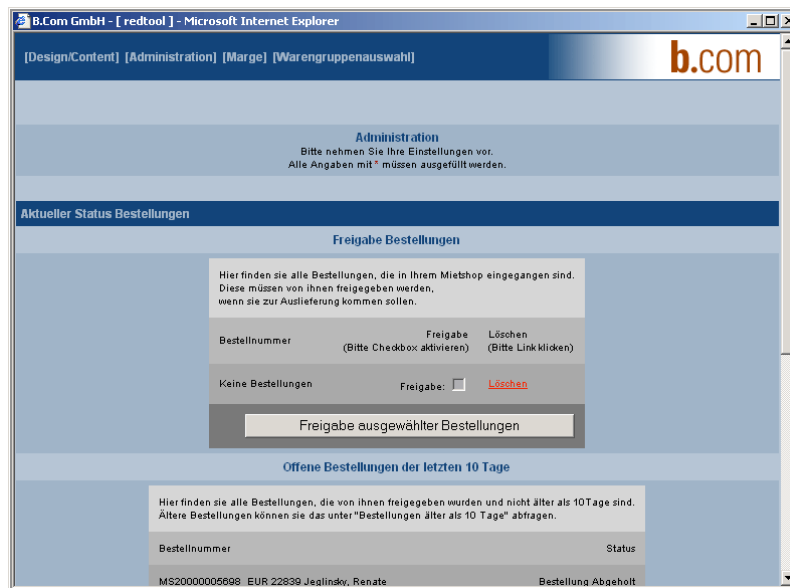 B.Com GmbH - [ redtool ] - Microsoft Internet Explorer
[Design/Content] [Administration] [Marge] [Warengruppenauswahl]
b.com
Administration
Bitte nehmen Sie Ihre Einstellungen vor.
Alle Angaben mit * müssen ausgefüllt werden.
Aktueller Status Bestellungen
Freigabe Bestellungen
Hier finden sie alle Bestellungen, die in Ihrem Mietshop eingegangen sind.
Diese müssen von ihnen freigegeben werden,
wenn sie zur Auslieferung kommen sollen.
Bestellnummer
Freigabe
(Bitte Checkbox aktivieren)
Löschen
(Bitte Link klicken)
Keine Bestellungen
Freigabe:
Löschen
Freigabe ausgewählter Bestellungen
Offene Bestellungen der letzten 10 Tage
Hier finden sie alle Bestellungen, die von ihnen freigegeben wurden und nicht älter als 10 Tage sind.
Ältere Bestellungen können sie das unter "Bestellungen älter als 10 Tage" abfragen.
Bestellnummer Status
MS20000005698 EUR 22839 Jeglinsky, Renate Bestellung Abgeholt